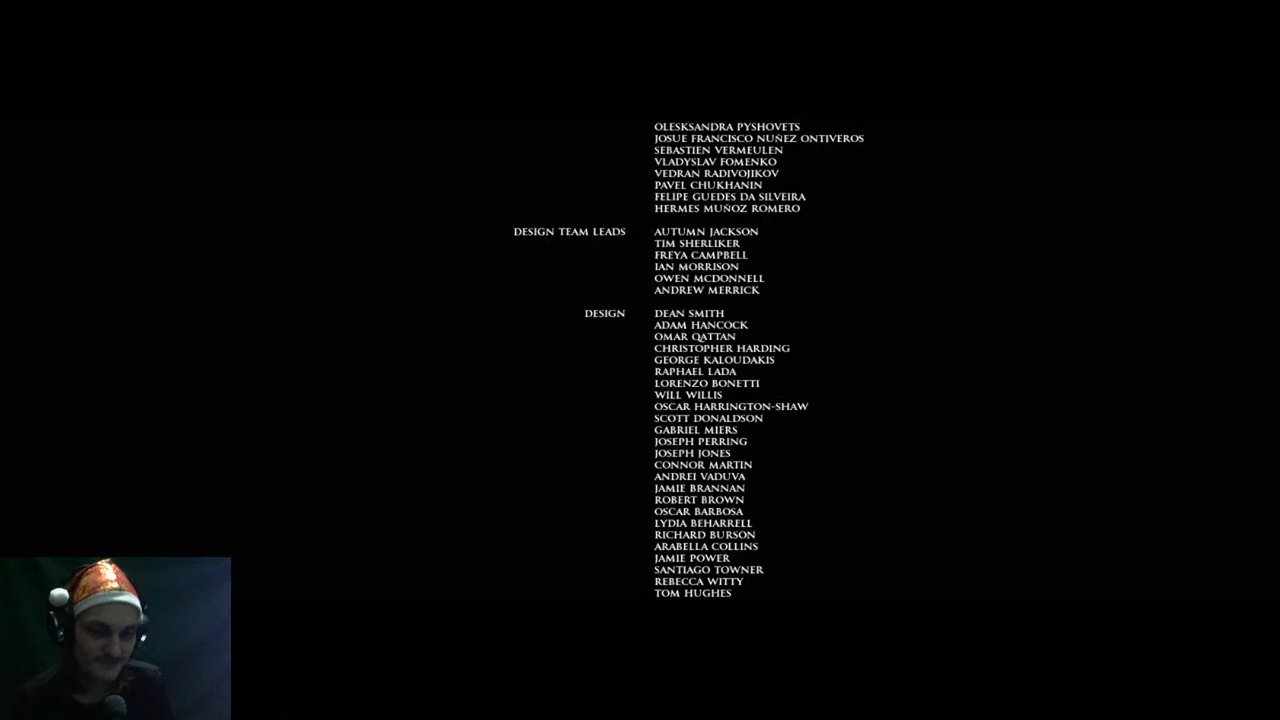 OLESKSANDRA PYSHOVETS
JOSUE FRANCISCO NUÑEZ ONTIVEROS
SEBASTIEN VERMEULEN
VLADYSLAV FOMENKO
VEDRAN RADIVOJIKOV
PAVEL CHUKHANIN
FELIPE GUEDES DA SILVEIRA
HERMES MUÑOZ ROMERO
DESIGN TEAM LEADS AUTUMN JACKSON
TIM SHERLIKER
FREYA CAMPBELL
IAN MORRISON
OWEN MCDONNELL
ANDREW MERRICK
DESIGN DEAN SMITH
ADAM HANCOCK
OMAR QATTAN
CHRISTOPHER HARDING
GEORGE KALOUDAKIS
RAPHAEL LADA
LORENZO BONETTI
WILL WILLIS
OSCAR HARRINGTON-SHAW
SCOTT DONALDSON
GABRIEL MIERS
JOSEPH PERRING
JOSEPH JONES
CONNOR MARTIN
ANDREI VADUVA
JAMIE BRANNAN
ROBERT BROWN
OSCAR BARBOSA
LYDIA BEHARRELL
RICHARD BURSON
ARABELLA COLLINS
JAMIE POWER
SANTIAGO TOWNER
REBECCA WITTY
TOM HUGHES